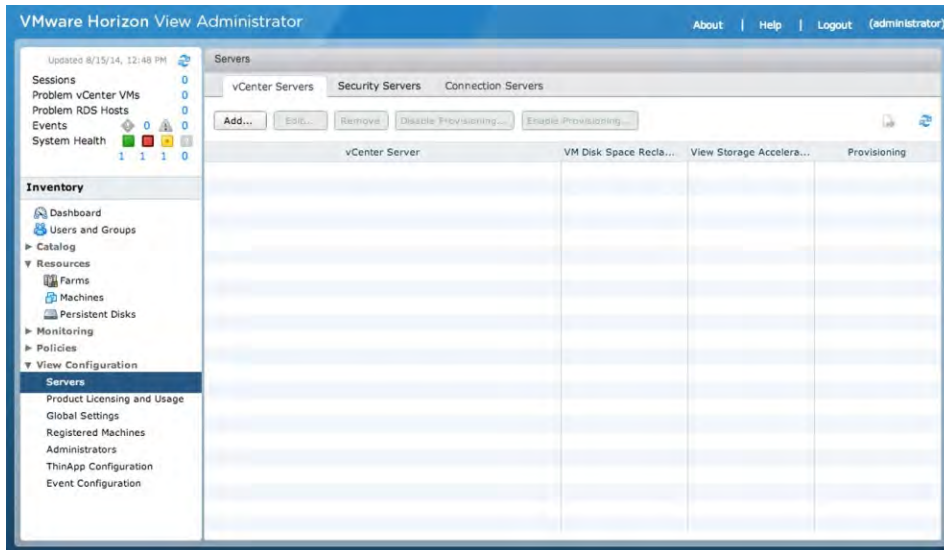 VMware Horizon View Administrator
About | Help | Logout (administrator)
Updated 8/15/14, 12:48 PM
Sessions 0
Problem vCenter VMs 0
Problem RDS Hosts 0
Events 0 0
System Health
1 1 1 0
Inventory
Dashboard
Users and Groups
Catalog
Resources
Farms
Machines
Persistent Disks
Monitoring
Policies
View Configuration
Servers
Product Licensing and Usage
Global Settings
Registered Machines
Administrators
ThinApp Configuration
Event Configuration
Servers
vCenter Servers Security Servers Connection Servers
Add... Edit... Remove Disable Provisioning... Enable Provisioning...
vCenter Server VM Disk Space Recla... View Storage Accelera... Provisioning